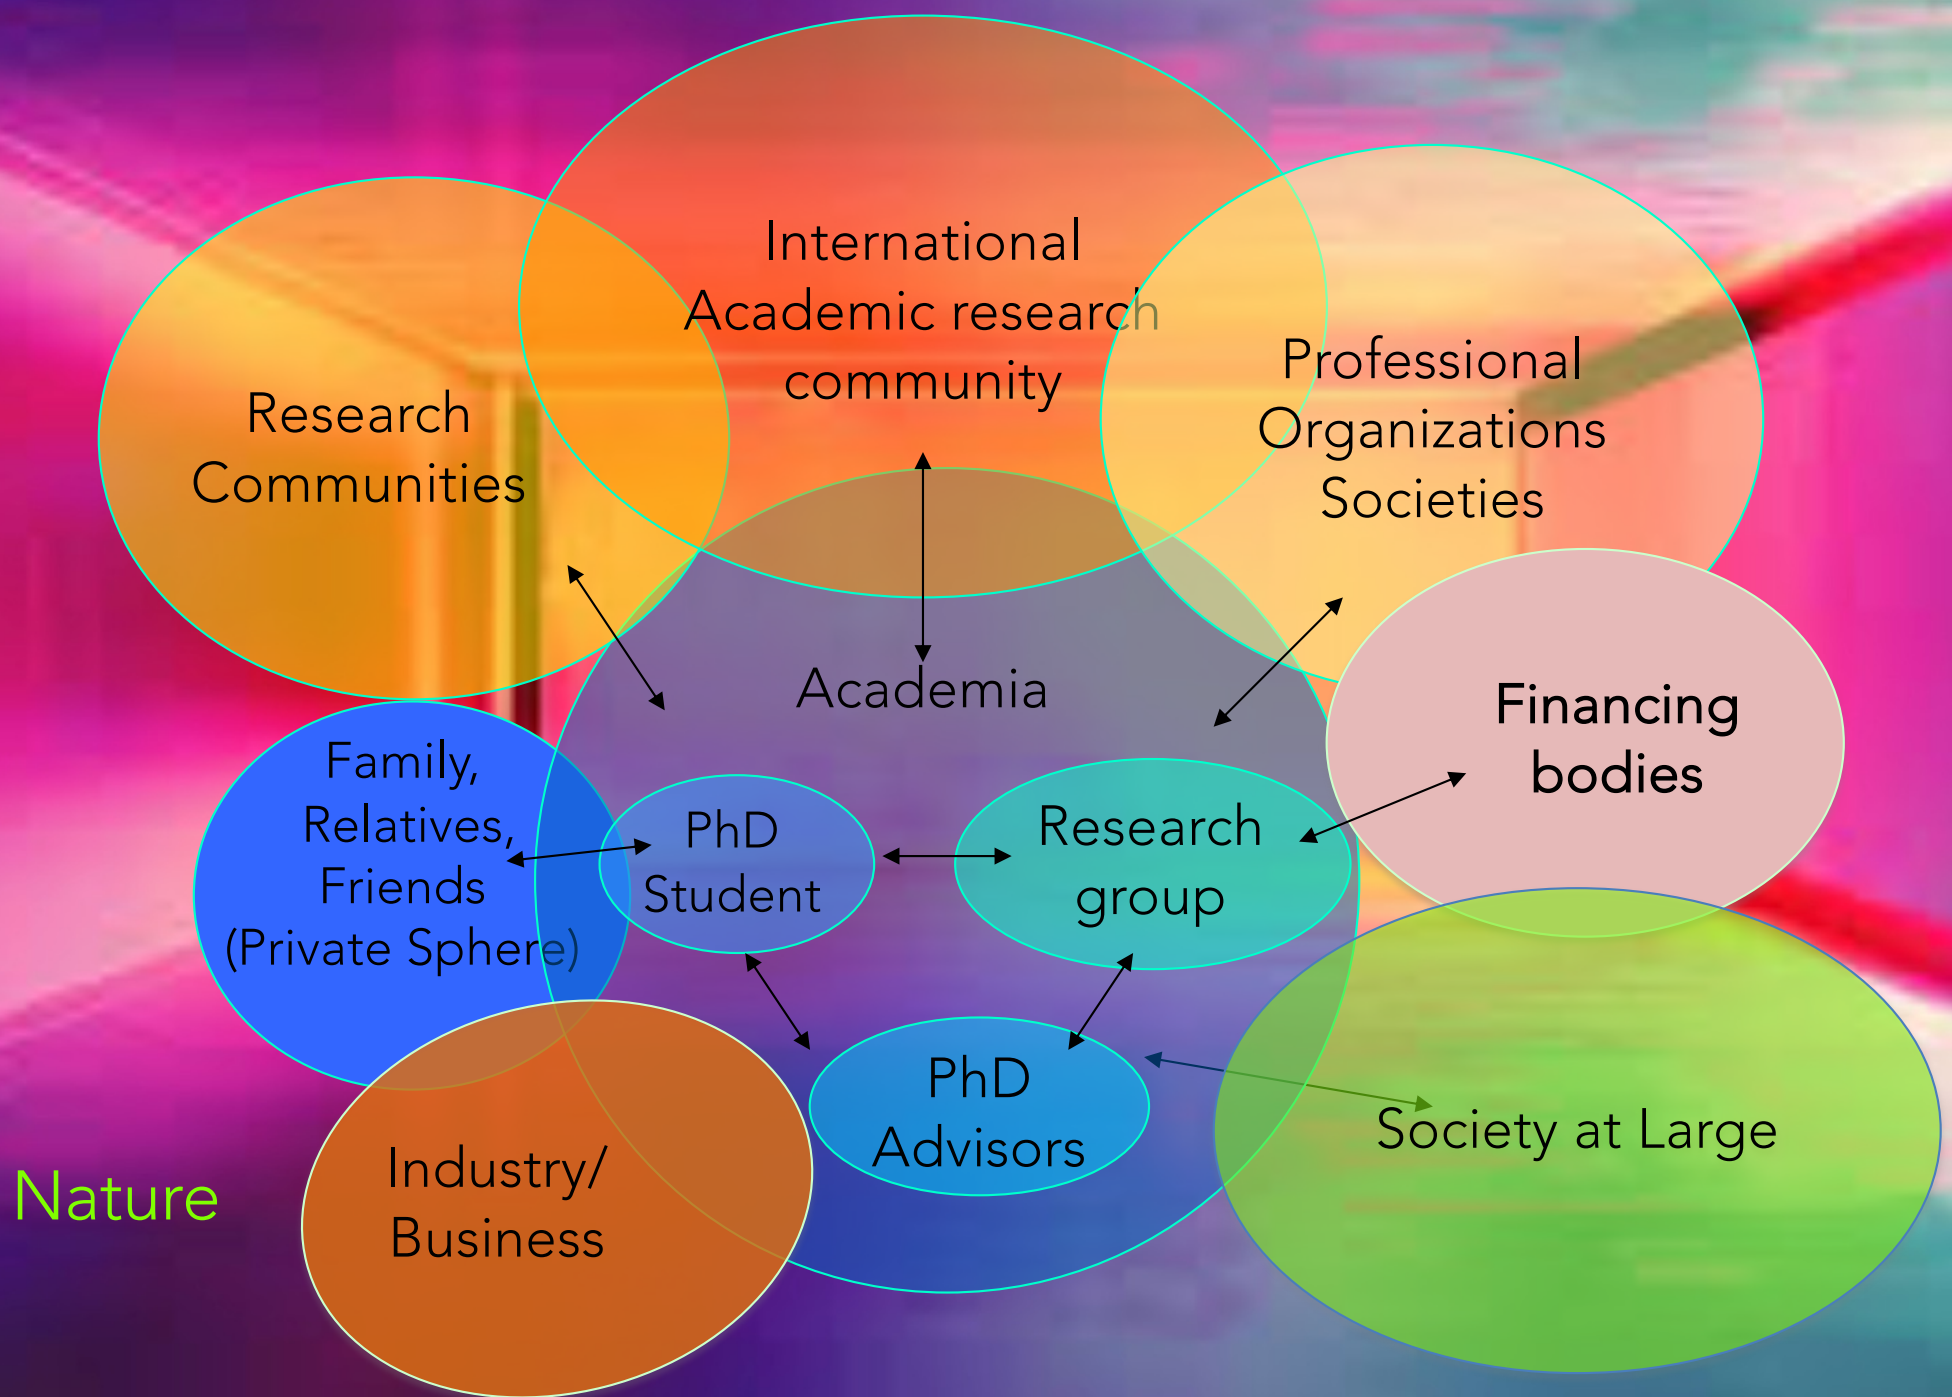 International
Academic research
community
Research
Communities
Professional
Organizations
Societies
Academia
Financing
bodies
Family,
Relatives,
Friends
(Private Sphere)
PhD
Student
Research
group
PhD
Advisors
Society at Large
Industry/
Business
Nature